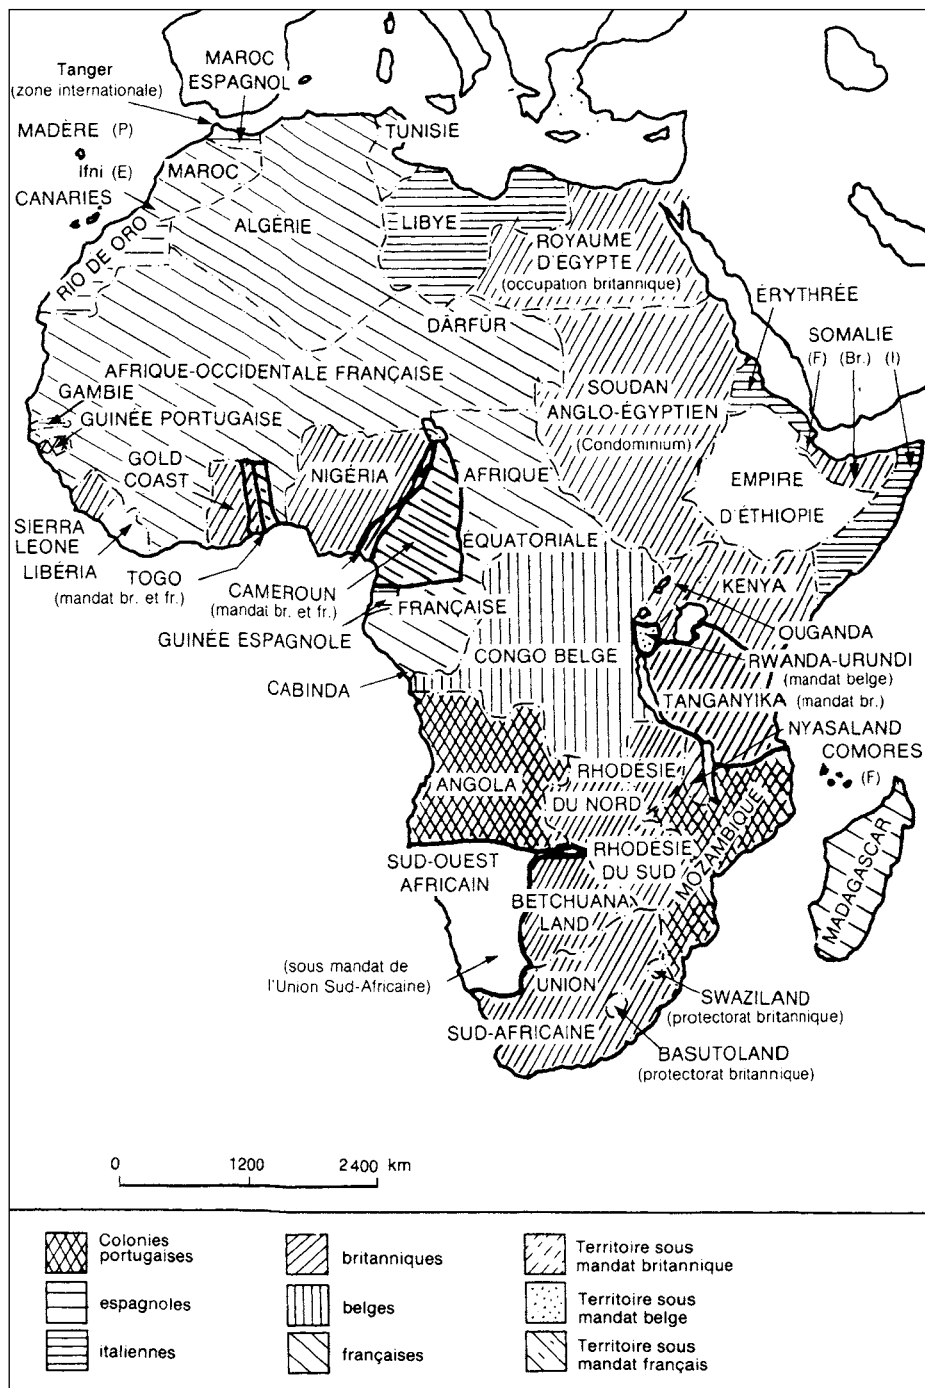 MAROC
ESPAGNOL
Tanger
(zone internationale)
MADÈRE (P)
Ifni (E)
CANARIES
MAROC
TUNISIE
ALGÉRIE
LIBYE
RIO DE ORO
ROYAUME
D'ÉGYPTE
(occupation britannique)
ÉRYTHRÉE
DÂRFÛR
SOMALIE
(F) (Br.) (I)
AFRIQUE-OCCIDENTALE FRANÇAISE
GAMBIE
GUINÉE PORTUGAISE
SOUDAN
ANGLO-ÉGYPTIEN
(Condominium)
GOLD
COAST
NIGÉRIA
AFRIQUE
EMPIRE
D'ÉTHIOPIE
SIERRA
LEONE
LIBÉRIA
TOGO
(mandat br. et fr.)
CAMEROUN
(mandat br. et fr.)
ÉQUATORIALE
KENYA
FRANÇAISE
GUINÉE ESPAGNOLE
OUGANDA
CONGO BELGE
RWANDA-URUNDI
(mandat belge)
CABINDA
TANGANYIKA (mandat br.)
NYASALAND
COMORES
(F)
ANGOLA
RHODÉSIE
DU NORD
MOZAMBIQUE
MADAGASCAR
SUD-OUEST
AFRICAIN
RHODÉSIE
DU SUD
BETCHUANA
LAND
(sous mandat de
l'Union Sud-Africaine)
UNION
SUD-AFRICAINE
SWAZILAND
(protectorat britannique)
BASUTOLAND
(protectorat britannique)
0 1200 2400 km
Colonies
portugaises
britanniques
Territoire sous
mandat britannique
espagnoles
belges
Territoire sous
mandat belge
italiennes
françaises
Territoire sous
mandat français